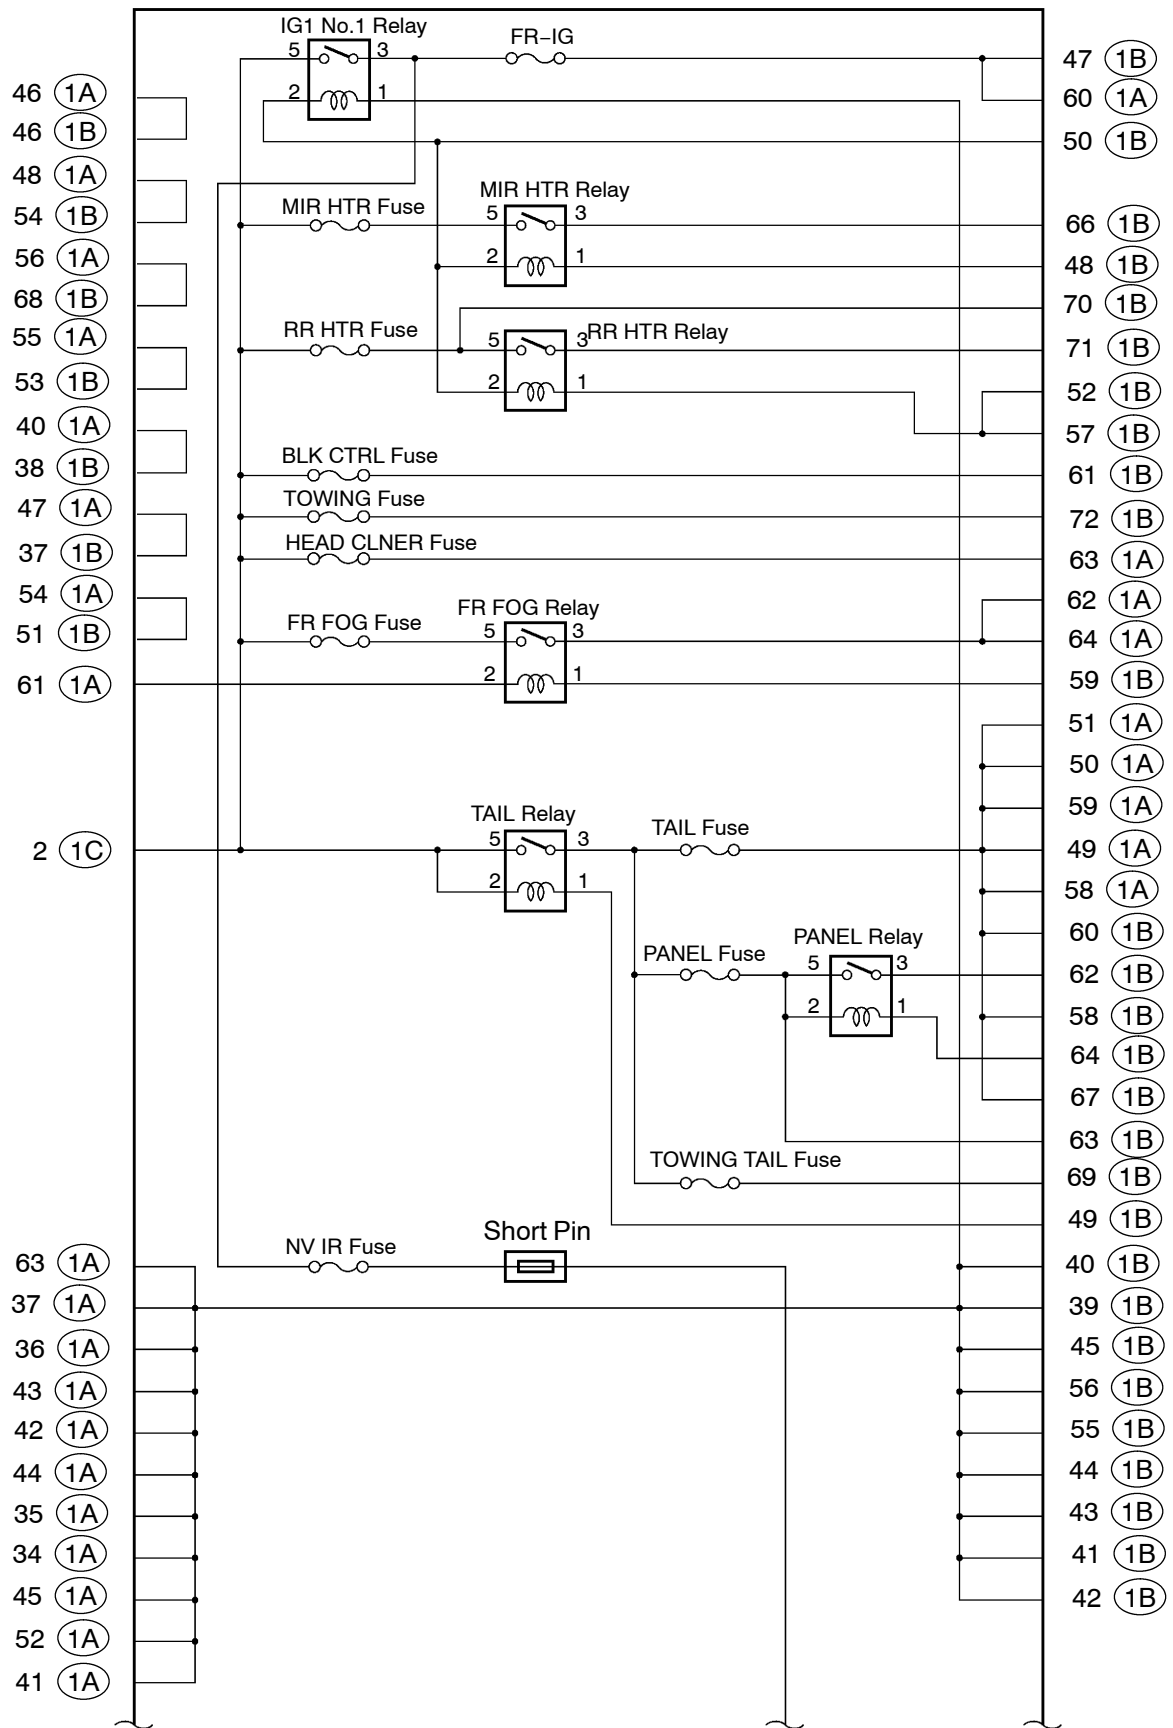 IG1 No.1 Relay
5 3 FR–IG 47 1B
46 1A 2 1 60 1A
46 1B 50 1B
48 1A MIR HTR Relay
54 1B MIR HTR Fuse 5 3 66 1B
56 1A 2 1 48 1B
68 1B 70 1B
55 1A RR HTR Fuse 5 3 RR HTR Relay 71 1B
53 1B 2 1 52 1B
40 1A 57 1B
38 1B BLK CTRL Fuse 61 1B
47 1A TOWING Fuse 72 1B
37 1B HEAD CLNER Fuse 63 1A
54 1A FR FOG Relay 62 1A
51 1B FR FOG Fuse 5 3 64 1A
61 1A 2 1 59 1B
51 1A
50 1A
TAIL Relay 59 1A
2 1C 5 3 TAIL Fuse 49 1A
2 1 58 1A
PANEL Relay 60 1B
PANEL Fuse 5 3 62 1B
2 1 58 1B
64 1B
67 1B
63 1B
TOWING TAIL Fuse 69 1B
Short Pin 49 1B
63 1A NV IR Fuse 40 1B
37 1A 39 1B
36 1A 45 1B
43 1A 56 1B
42 1A 55 1B
44 1A 44 1B
35 1A 43 1B
34 1A 41 1B
45 1A 42 1B
52 1A
41 1A